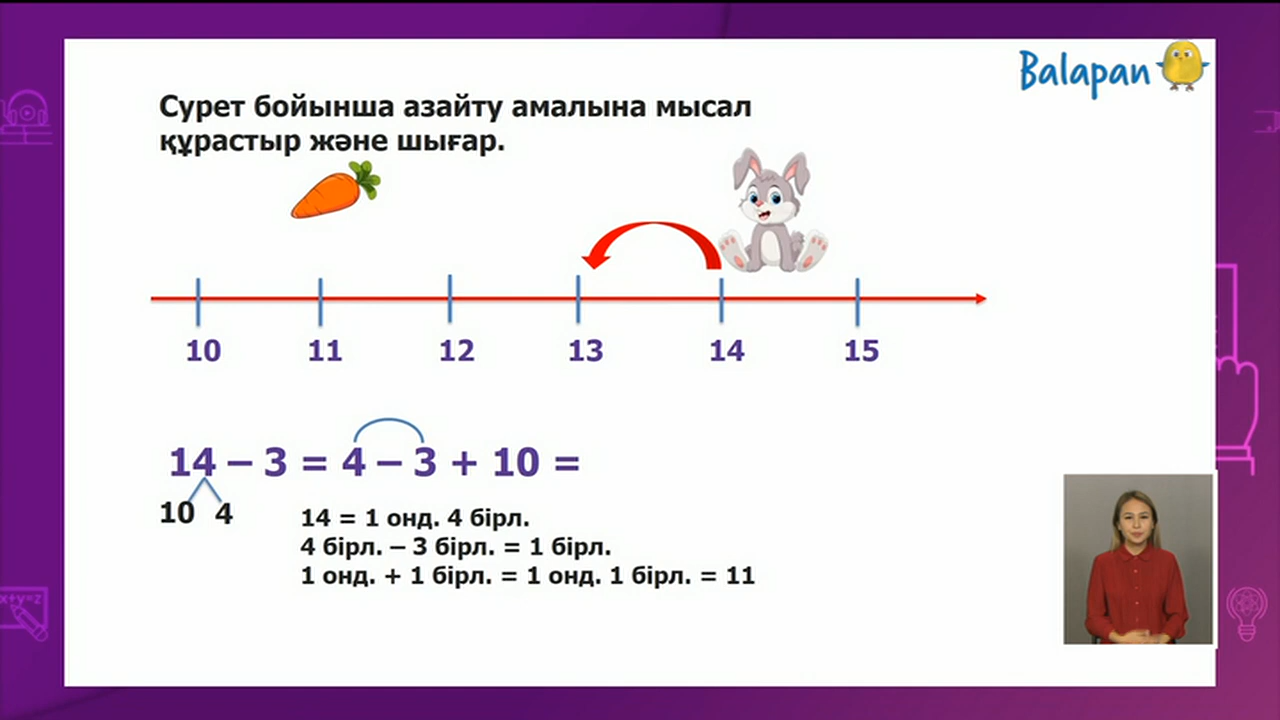 Balapan
Сурет бойынша азайту амалына мысал
құрастыр және шығар.
10 11 12 13 14 15
14 – 3 = 4 – 3 + 10 =
10 4
14 = 1 онд. 4 бірл.
4 бірл. – 3 бірл. = 1 бірл.
1 онд. + 1 бірл. = 1 онд. 1 бірл. = 11
x+y=z